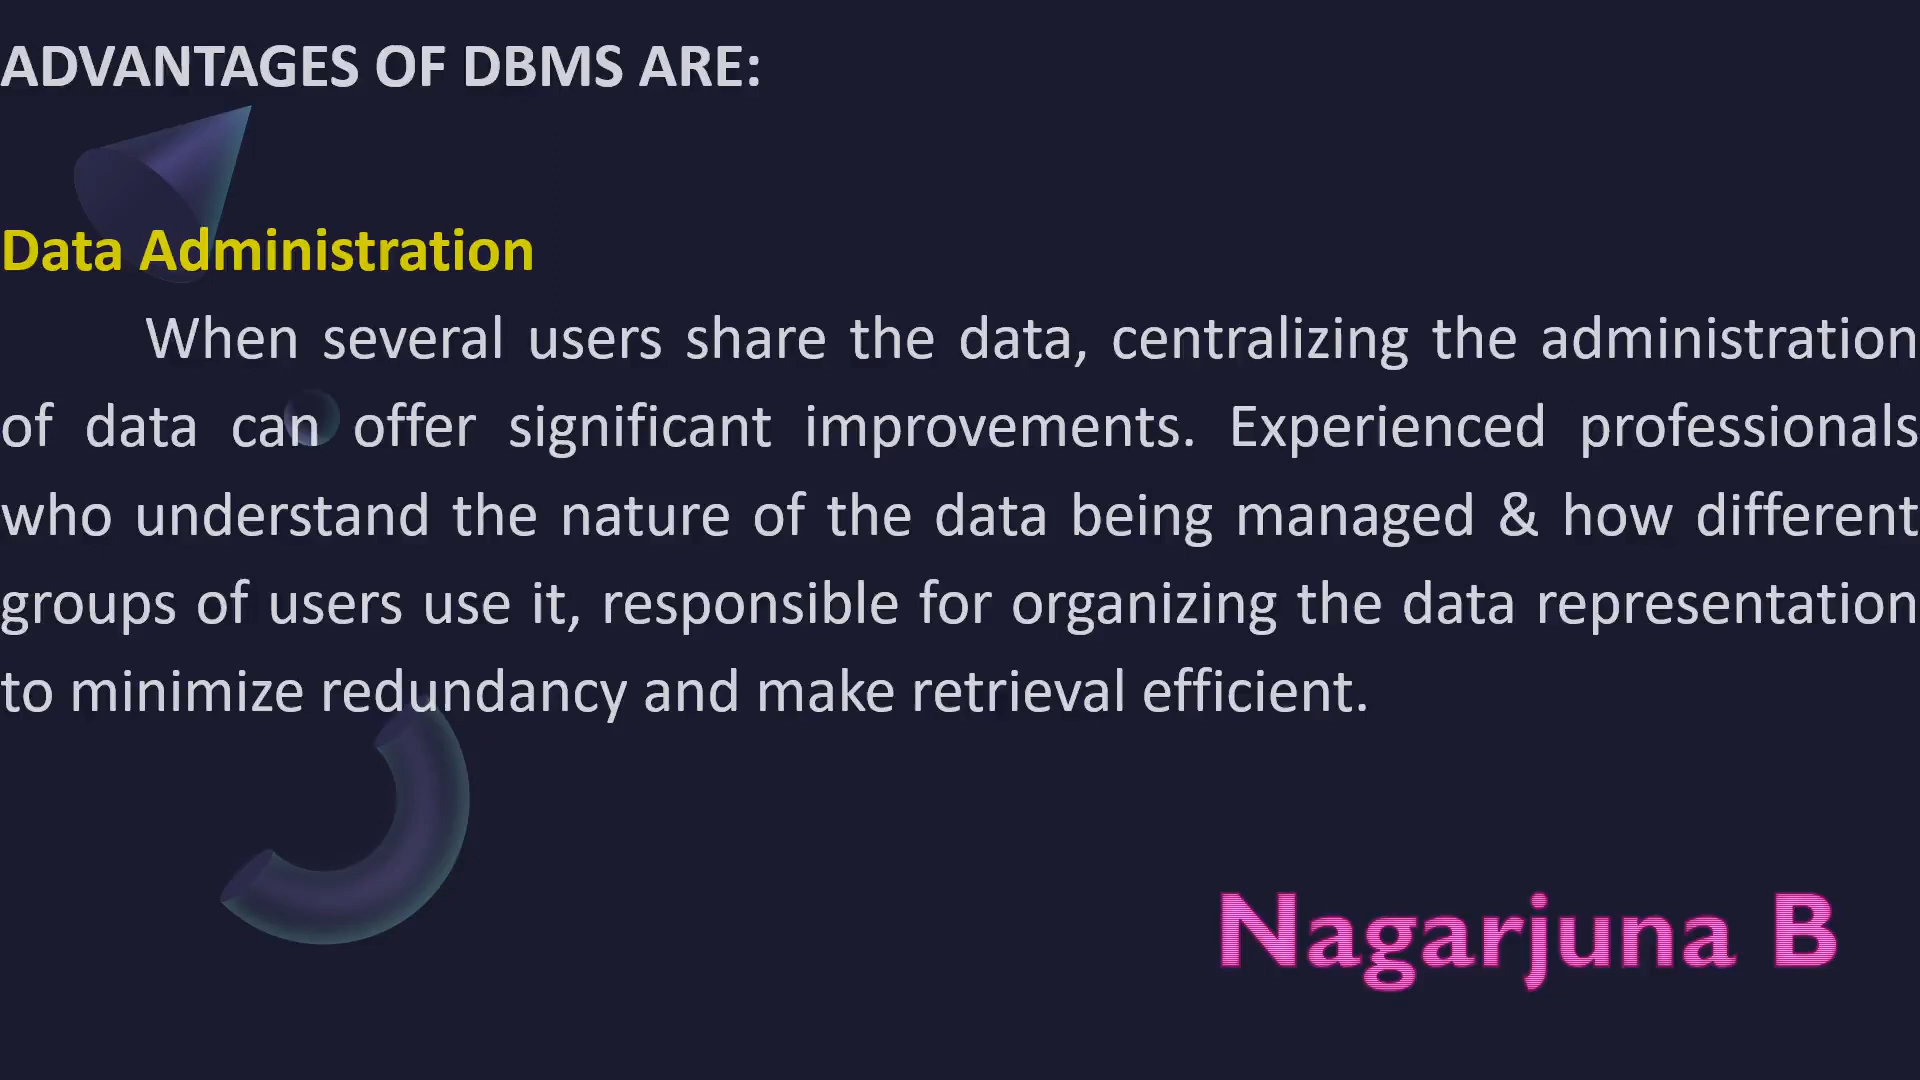 ADVANTAGES OF DBMS ARE:
Data Administration
When several users share the data, centralizing the administration
of data can offer significant improvements. Experienced professionals
who understand the nature of the data being managed & how different
groups of users use it, responsible for organizing the data representation
to minimize redundancy and make retrieval efficient.
Nagarjuna B